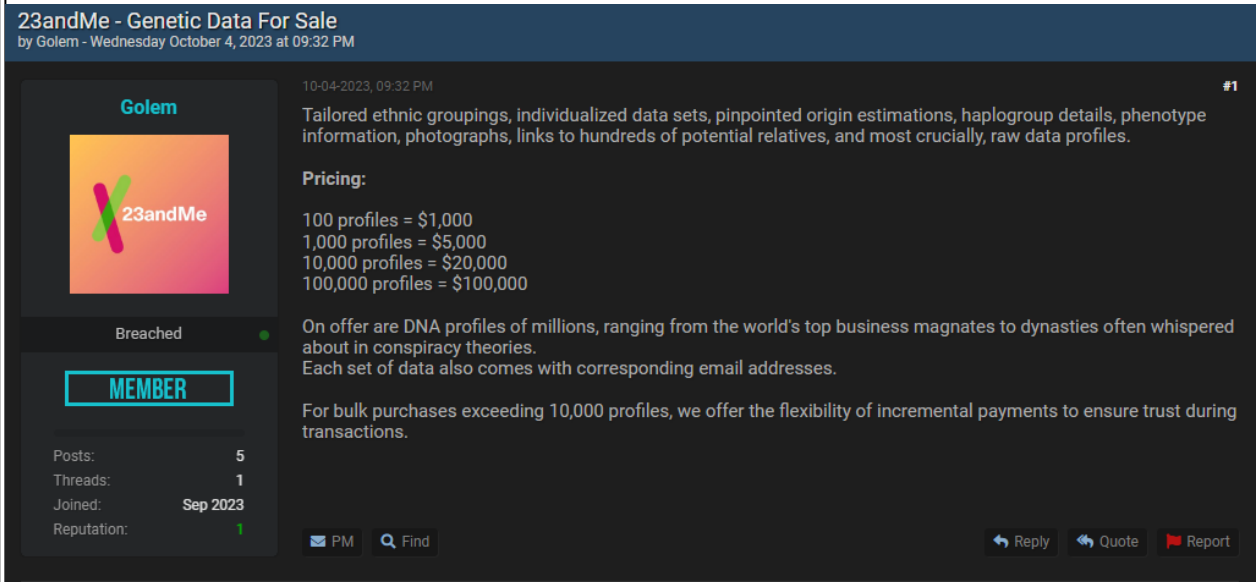 23andMe - Genetic Data For Sale
by Golem - Wednesday October 4, 2023 at 09:32 PM
Golem
23andMe
Breached
MEMBER
Posts: 5
Threads: 1
Joined: Sep 2023
Reputation: 1
10-04-2023, 09:32 PM #1
Tailored ethnic groupings, individualized data sets, pinpointed origin estimations, haplogroup details, phenotype
information, photographs, links to hundreds of potential relatives, and most crucially, raw data profiles.
Pricing:
100 profiles = $1,000
1,000 profiles = $5,000
10,000 profiles = $20,000
100,000 profiles = $100,000
On offer are DNA profiles of millions, ranging from the world's top business magnates to dynasties often whispered
about in conspiracy theories.
Each set of data also comes with corresponding email addresses.
For bulk purchases exceeding 10,000 profiles, we offer the flexibility of incremental payments to ensure trust during
transactions.
PM Find Reply Quote Report